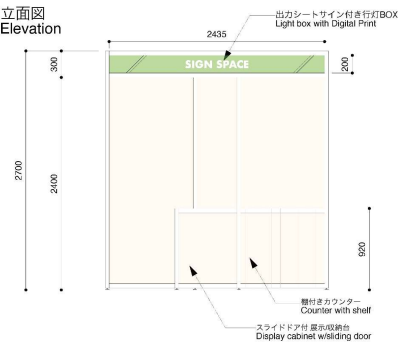 立面図
Elevation
2435
出力シートサイン付き行灯BOX
Light box with Digital Print
SIGN SPACE
300
200
2700
2400
920
棚付きカウンター
Counter with shelf
スライドドア付 展示/収納台
Display cabinet w/sliding door